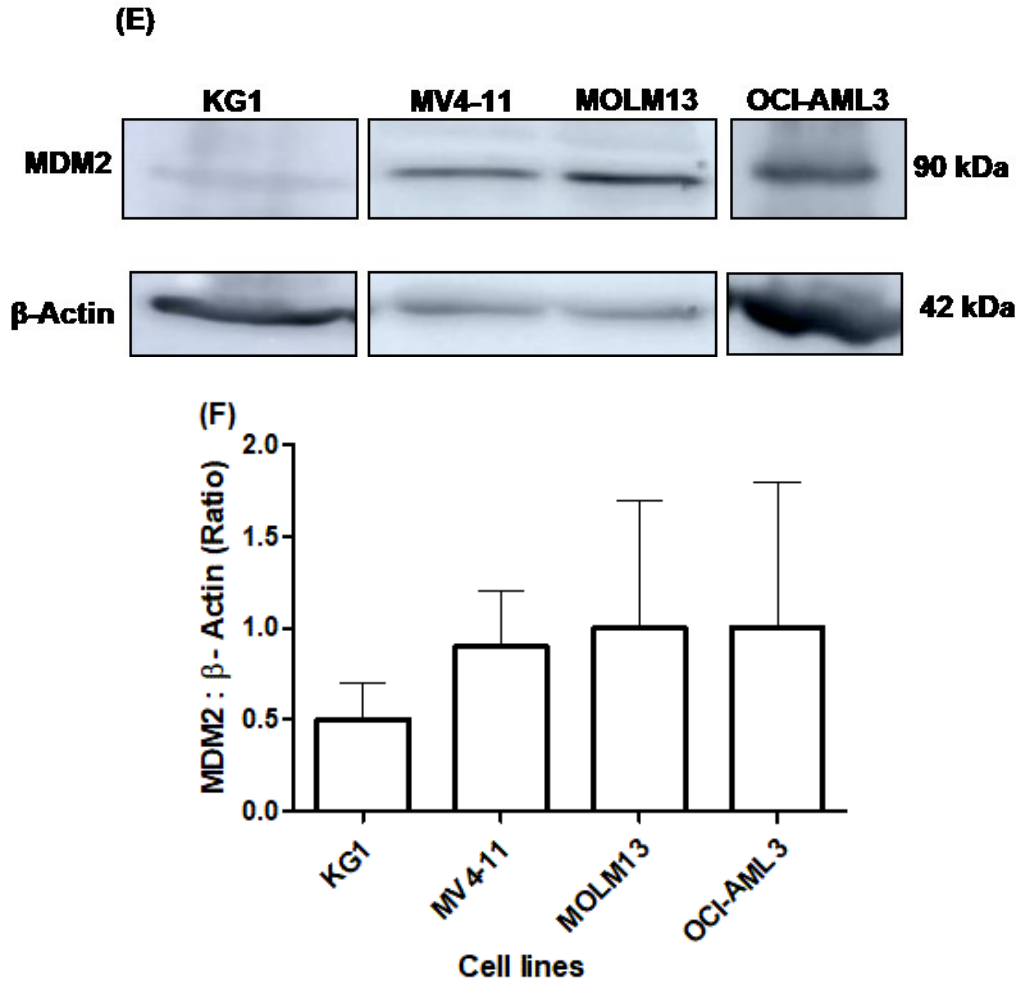 (E)
KG1 MV4-11 MOLM13 OCI-AML3
MDM2 90 kDa
β-Actin 42 kDa
(F)
MDM2 : β- Actin (Ratio)
2.0
1.5
1.0
0.5
0.0
KG1 MV4-11 MOLM13 OCI-AML3
Cell lines